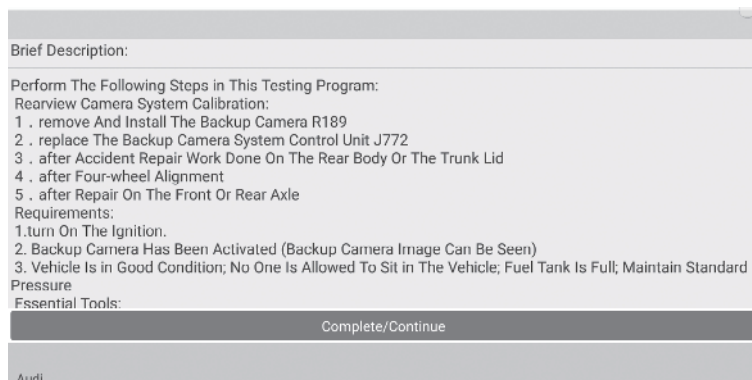 Brief Description:
Perform The Following Steps in This Testing Program:
Rearview Camera System Calibration:
1 . remove And Install The Backup Camera R189
2 . replace The Backup Camera System Control Unit J772
3 . after Accident Repair Work Done On The Rear Body Or The Trunk Lid
4 . after Four-wheel Alignment
5 . after Repair On The Front Or Rear Axle
Requirements:
1.turn On The Ignition.
2. Backup Camera Has Been Activated (Backup Camera Image Can Be Seen)
3. Vehicle Is in Good Condition; No One Is Allowed To Sit in The Vehicle; Fuel Tank Is Full; Maintain Standard
Pressure
Essential Tools:
Complete/Continue
Audi